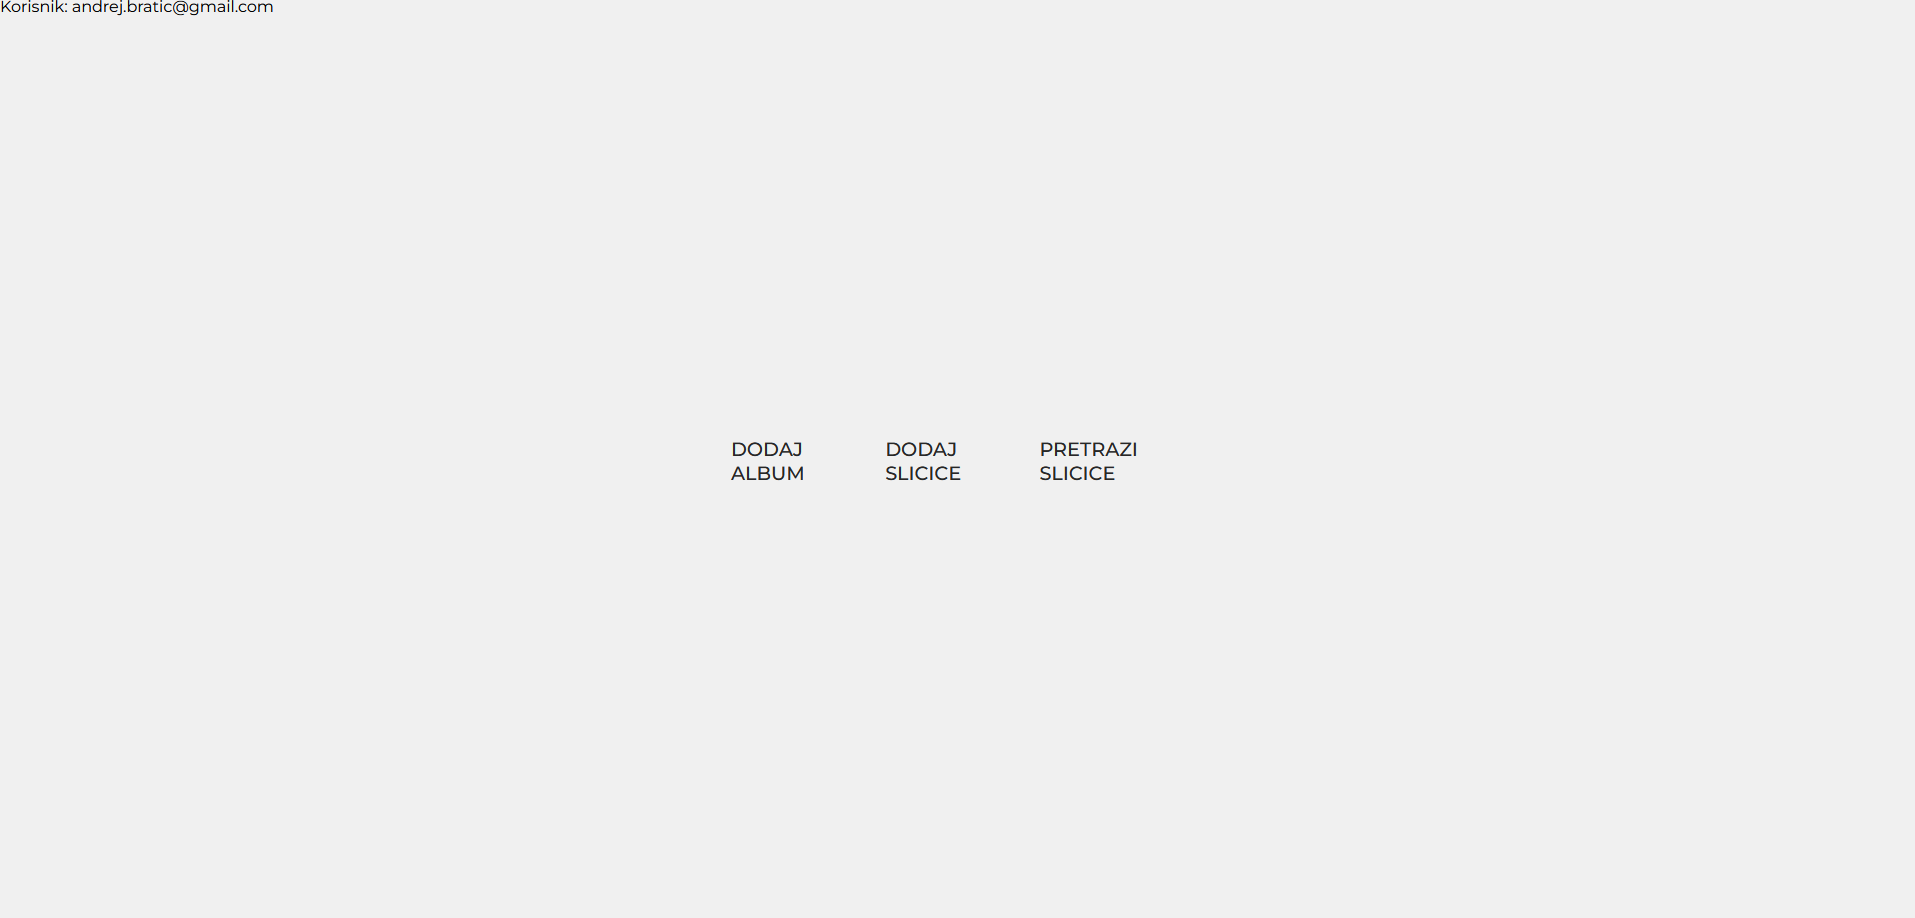 Korisnik: andrej.bratic@gmail.com
DODAJ
ALBUM
DODAJ
SLICICE
PRETRAZI
SLICICE